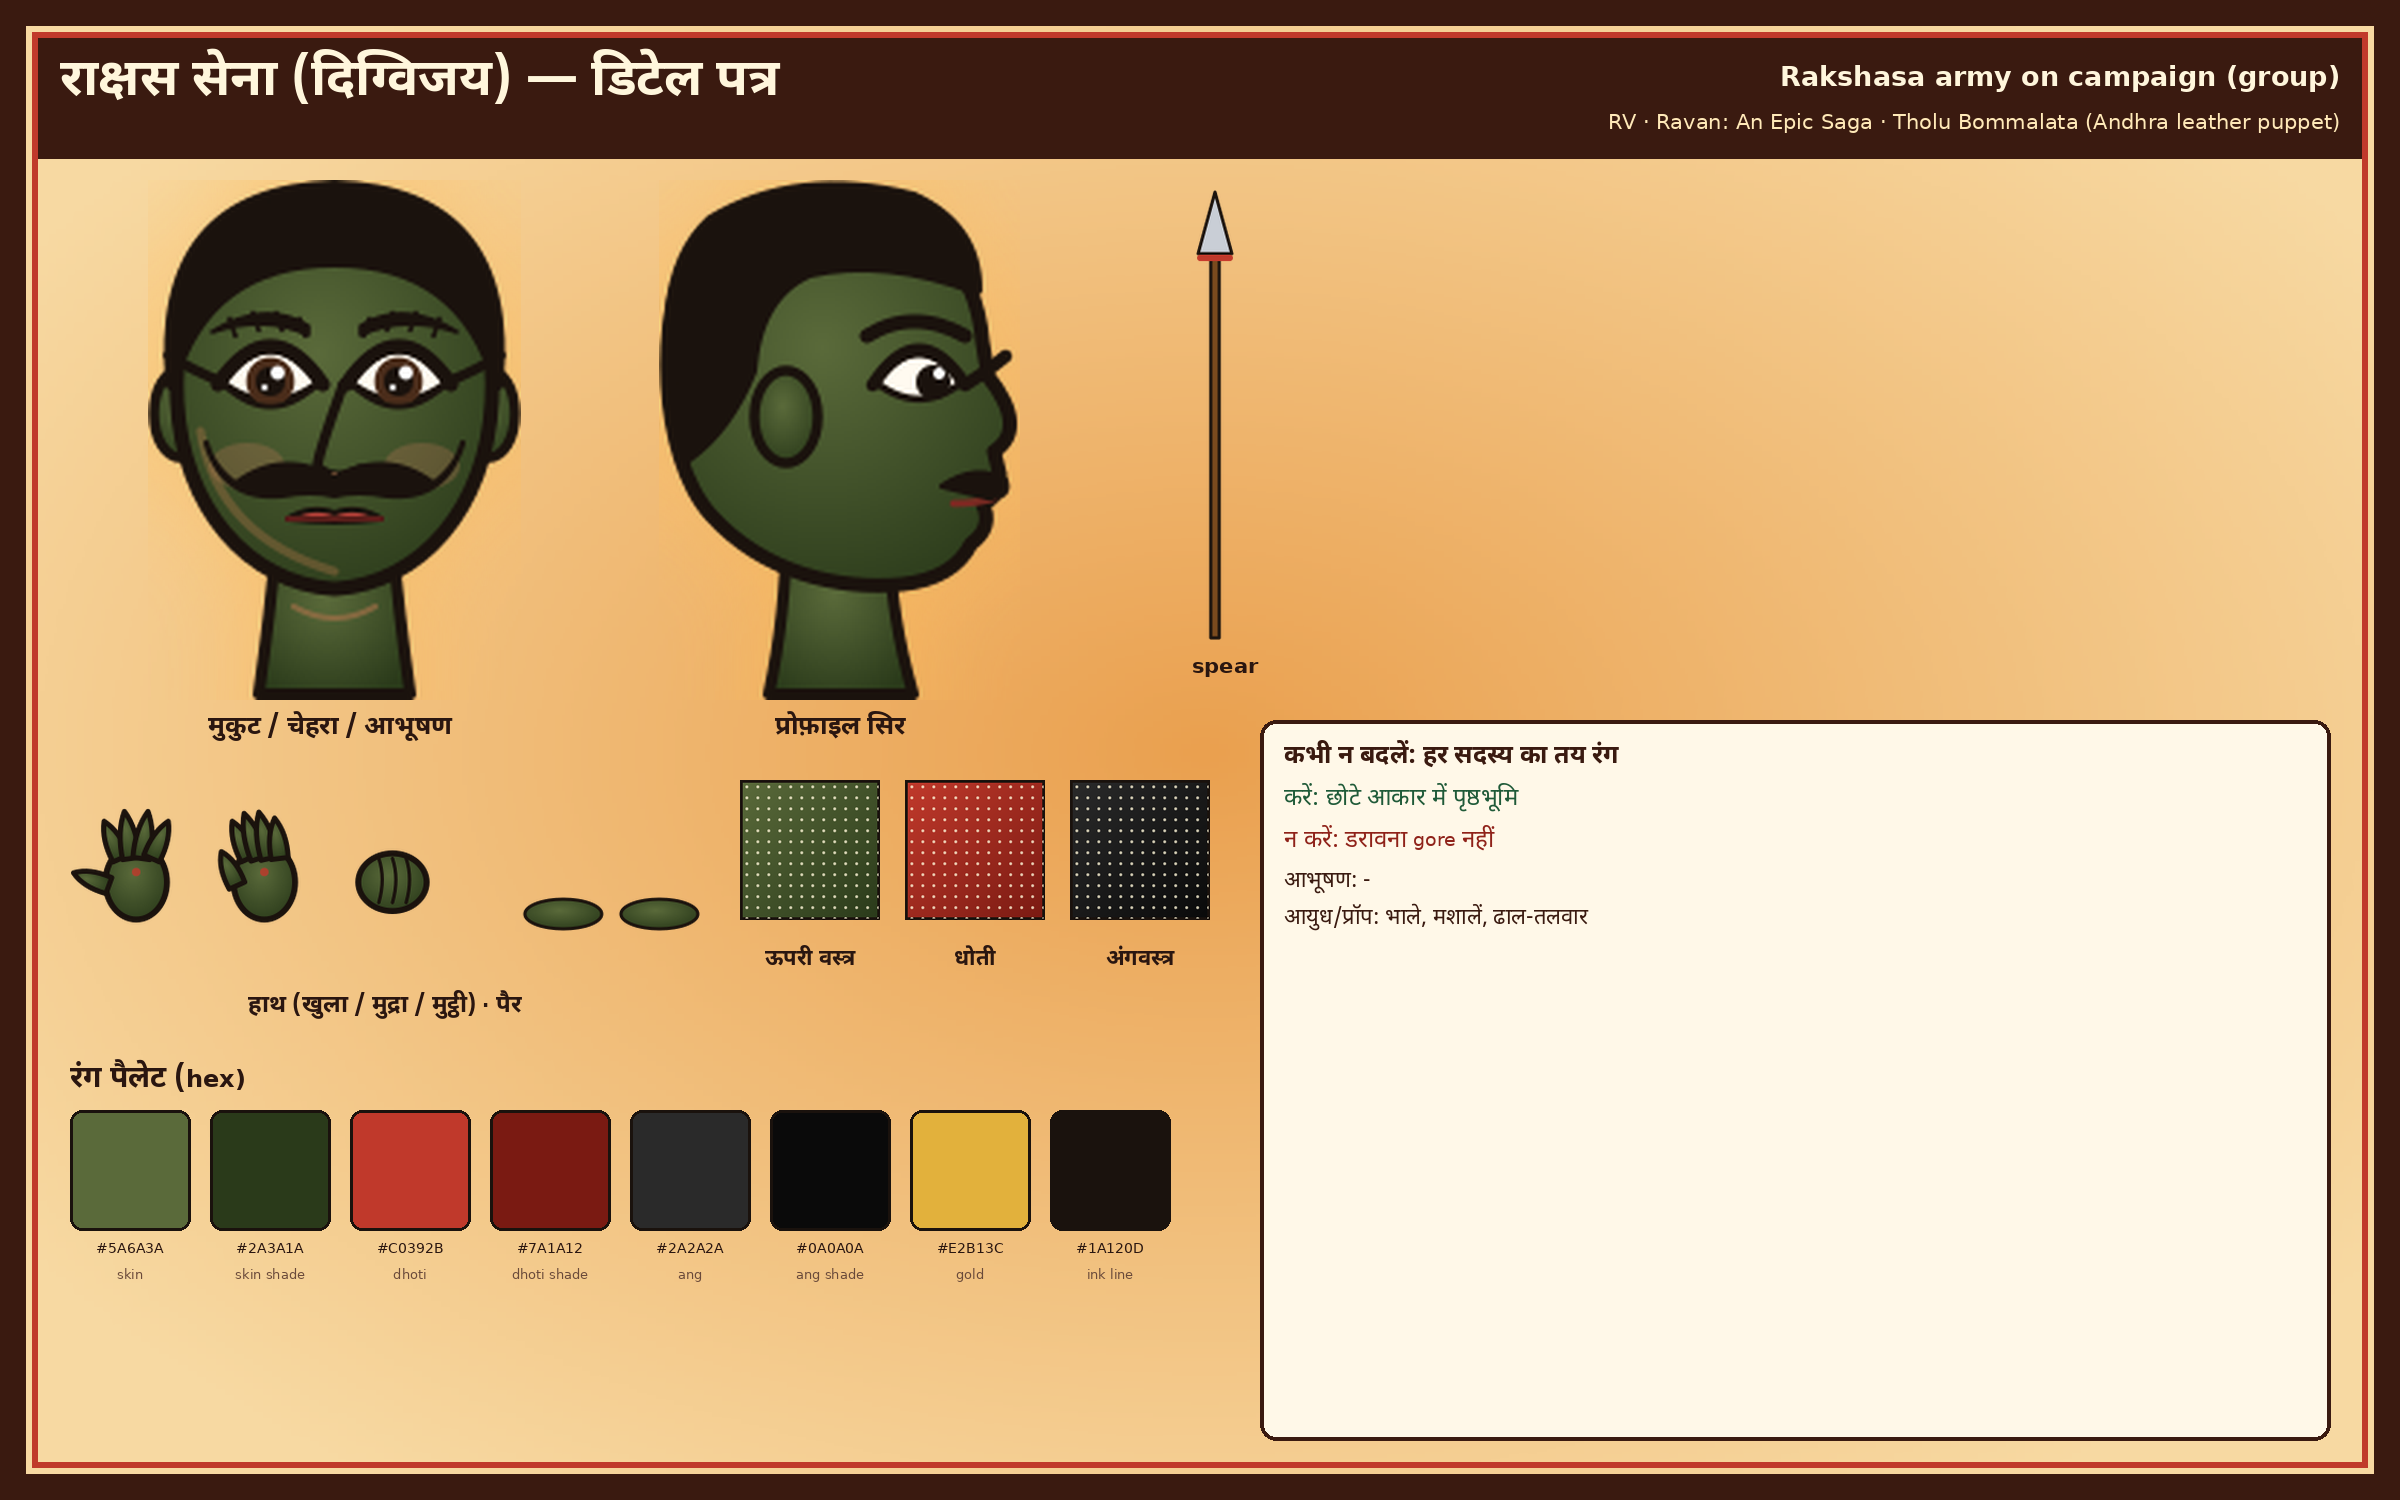 राक्षस सेना (दिग्विजय) — डिटेल पत्र
Rakshasa army on campaign (group)
RV · Ravan: An Epic Saga · Tholu Bommalata (Andhra leather puppet)
spear
मुकुट / चेहरा / आभूषण
प्रोफ़ाइल सिर
ऊपरी वस्त्र
धोती
अंगवस्त्र
हाथ (खुला / मुद्रा / मुट्ठी) · पैर
कभी न बदलें: हर सदस्य का तय रंग
करें: छोटे आकार में पृष्ठभूमि
न करें: डरावना gore नहीं
आभूषण: -
आयुध/प्रॉप: भाले, मशालें, ढाल-तलवार
रंग पैलेट (hex)
#5A6A3A
#2A3A1A
#C0392B
#7A1A12
#2A2A2A
#0A0A0A
#E2B13C
#1A120D
skin
skin shade
dhoti
dhoti shade
ang
ang shade
gold
ink line